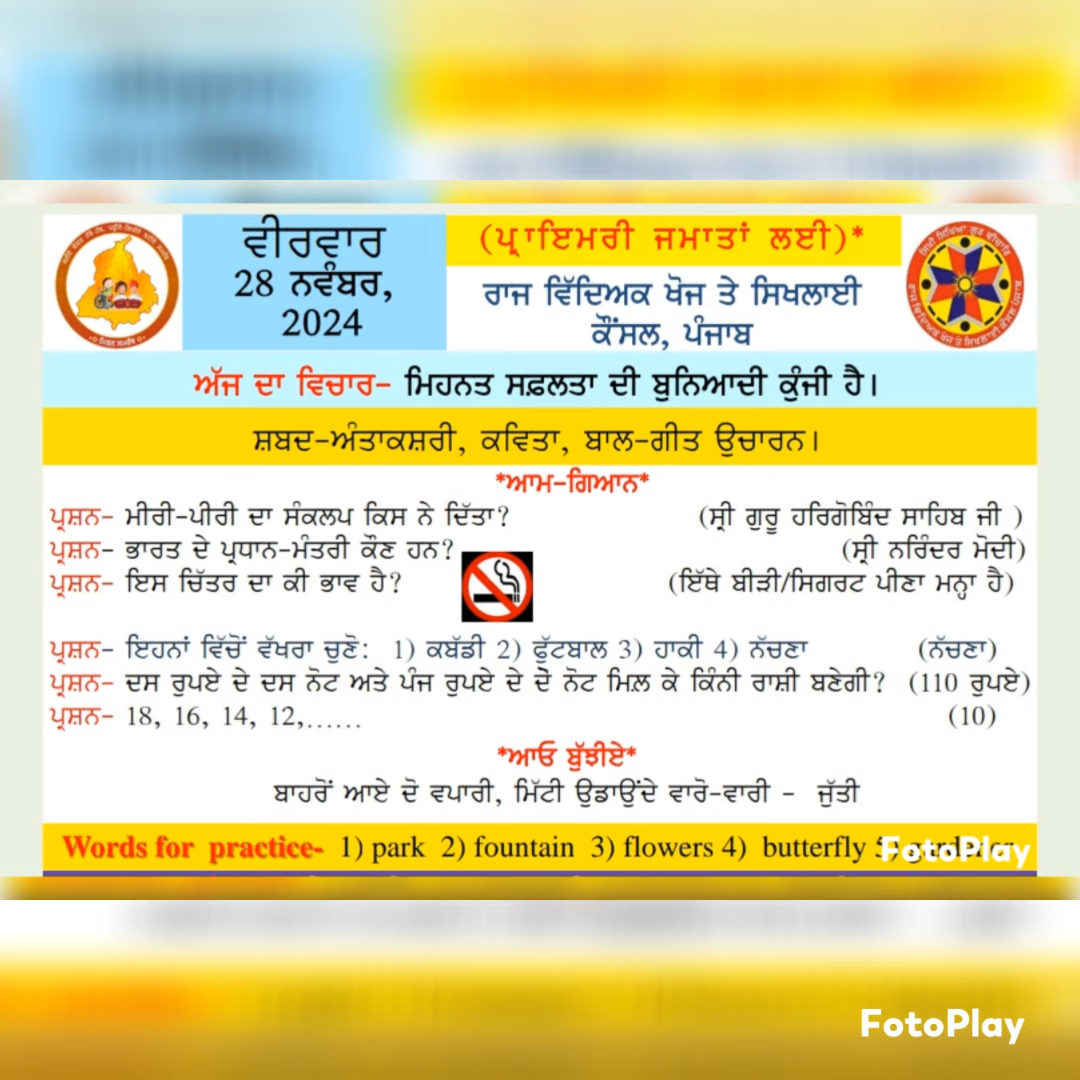 ਵੀਰਵਾਰ
28 ਨਵੰਬਰ,
2024
(ਪ੍ਰਾਇਮਰੀ ਜਮਾਤਾਂ ਲਈ)*
ਰਾਜ ਵਿੱਦਿਅਕ ਖੋਜ ਤੇ ਸਿਖਲਾਈ
ਕੌਂਸਲ, ਪੰਜਾਬ
ਅੱਜ ਦਾ ਵਿਚਾਰ- ਮਿਹਨਤ ਸਫ਼ਲਤਾ ਦੀ ਬੁਨਿਆਦੀ ਕੁੰਜੀ ਹੈ।
ਸ਼ਬਦ-ਅੰਤਾਕਸ਼ਰੀ, ਕਵਿਤਾ, ਬਾਲ-ਗੀਤ ਉਚਾਰਨ।
*ਆਮ-ਗਿਆਨ*
ਪ੍ਰਸ਼ਨ- ਮੀਰੀ-ਪੀਰੀ ਦਾ ਸੰਕਲਪ ਕਿਸ ਨੇ ਦਿੱਤਾ? (ਸ੍ਰੀ ਗੁਰੂ ਹਰਿਗੋਬਿੰਦ ਸਾਹਿਬ ਜੀ )
ਪ੍ਰਸ਼ਨ- ਭਾਰਤ ਦੇ ਪ੍ਰਧਾਨ-ਮੰਤਰੀ ਕੌਣ ਹਨ? (ਸ੍ਰੀ ਨਰਿੰਦਰ ਮੋਦੀ)
ਪ੍ਰਸ਼ਨ- ਇਸ ਚਿੱਤਰ ਦਾ ਕੀ ਭਾਵ ਹੈ? (ਇੱਥੇ ਬੀੜੀ/ਸਿਗਰਟ ਪੀਣਾ ਮਨ੍ਹਾ ਹੈ)
ਪ੍ਰਸ਼ਨ- ਇਹਨਾਂ ਵਿੱਚੋਂ ਵੱਖਰਾ ਚੁਣੋ: 1) ਕਬੱਡੀ 2) ਫੁੱਟਬਾਲ 3) ਹਾਕੀ 4) ਨੱਚਣਾ (ਨੱਚਣਾ)
ਪ੍ਰਸ਼ਨ- ਦਸ ਰੁਪਏ ਦੇ ਦਸ ਨੋਟ ਅਤੇ ਪੰਜ ਰੁਪਏ ਦੇ ਦੋ ਨੋਟ ਮਿਲ਼ ਕੇ ਕਿੰਨੀ ਰਾਸ਼ੀ ਬਣੇਗੀ? (110 ਰੁਪਏ)
ਪ੍ਰਸ਼ਨ- 18, 16, 14, 12,...... (10)
*ਆਓ ਬੁੱਝੀਏ*
ਬਾਹਰੋਂ ਆਏ ਦੋ ਵਪਾਰੀ, ਮਿੱਟੀ ਉਡਾਉਂਦੇ ਵਾਰੋ-ਵਾਰੀ - ਜੁੱਤੀ
Words for practice- 1) park 2) fountain 3) flowers 4) butterfly 5)
FotoPlay
FotoPlay